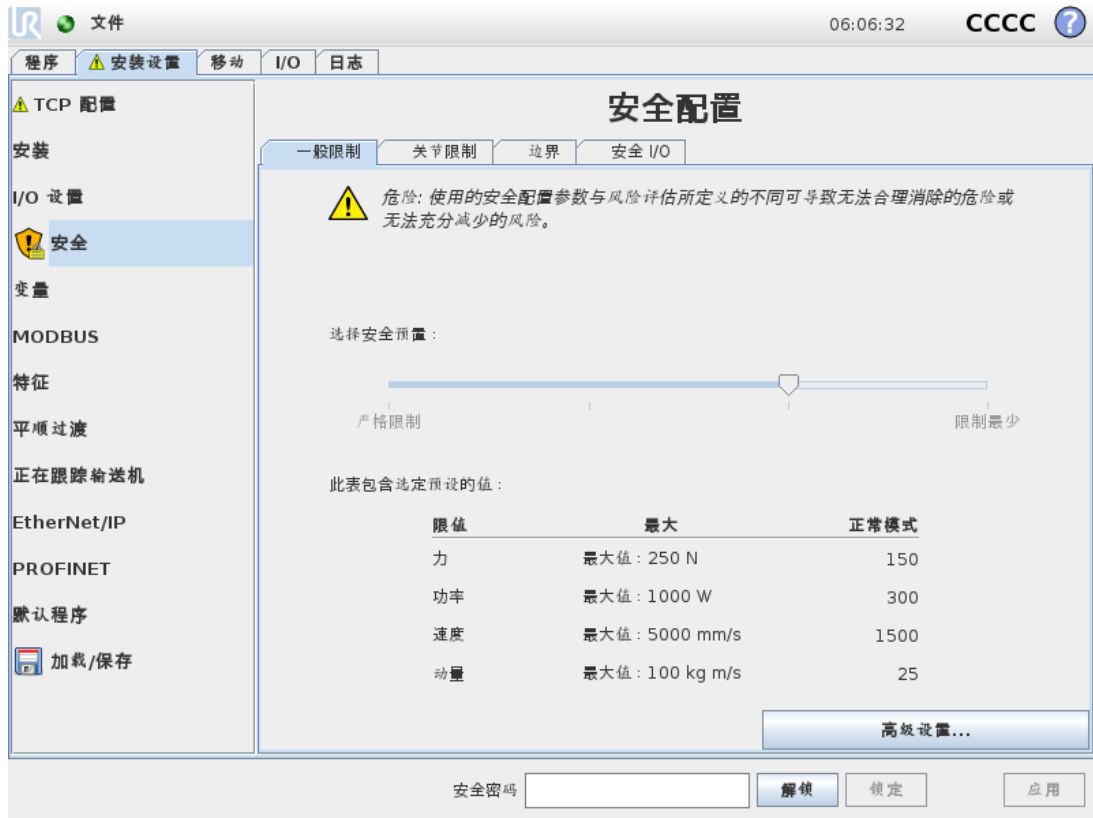 UR 文件 06:06:32 CCCC ?
程序 安装设置 移动 I/O 日志
TCP 配置
安装
I/O 设置
安全
变量
MODBUS
特征
平顺过渡
正在跟踪输送机
EtherNet/IP
PROFINET
默认程序
加载/保存
安全配置
一般限制 关节限制 边界 安全 I/O
危险: 使用的安全配置参数与风险评估所定义的不同可导致无法合理消除的危险或
无法充分减少的风险。
选择安全预置：
严格限制 限制最少
此表包含选定预设的值：
限值 最大 正常模式
力 最大值：250 N 150
功率 最大值：1000 W 300
速度 最大值：5000 mm/s 1500
动量 最大值：100 kg m/s 25
高级设置...
安全密码 解锁 锁定 应用